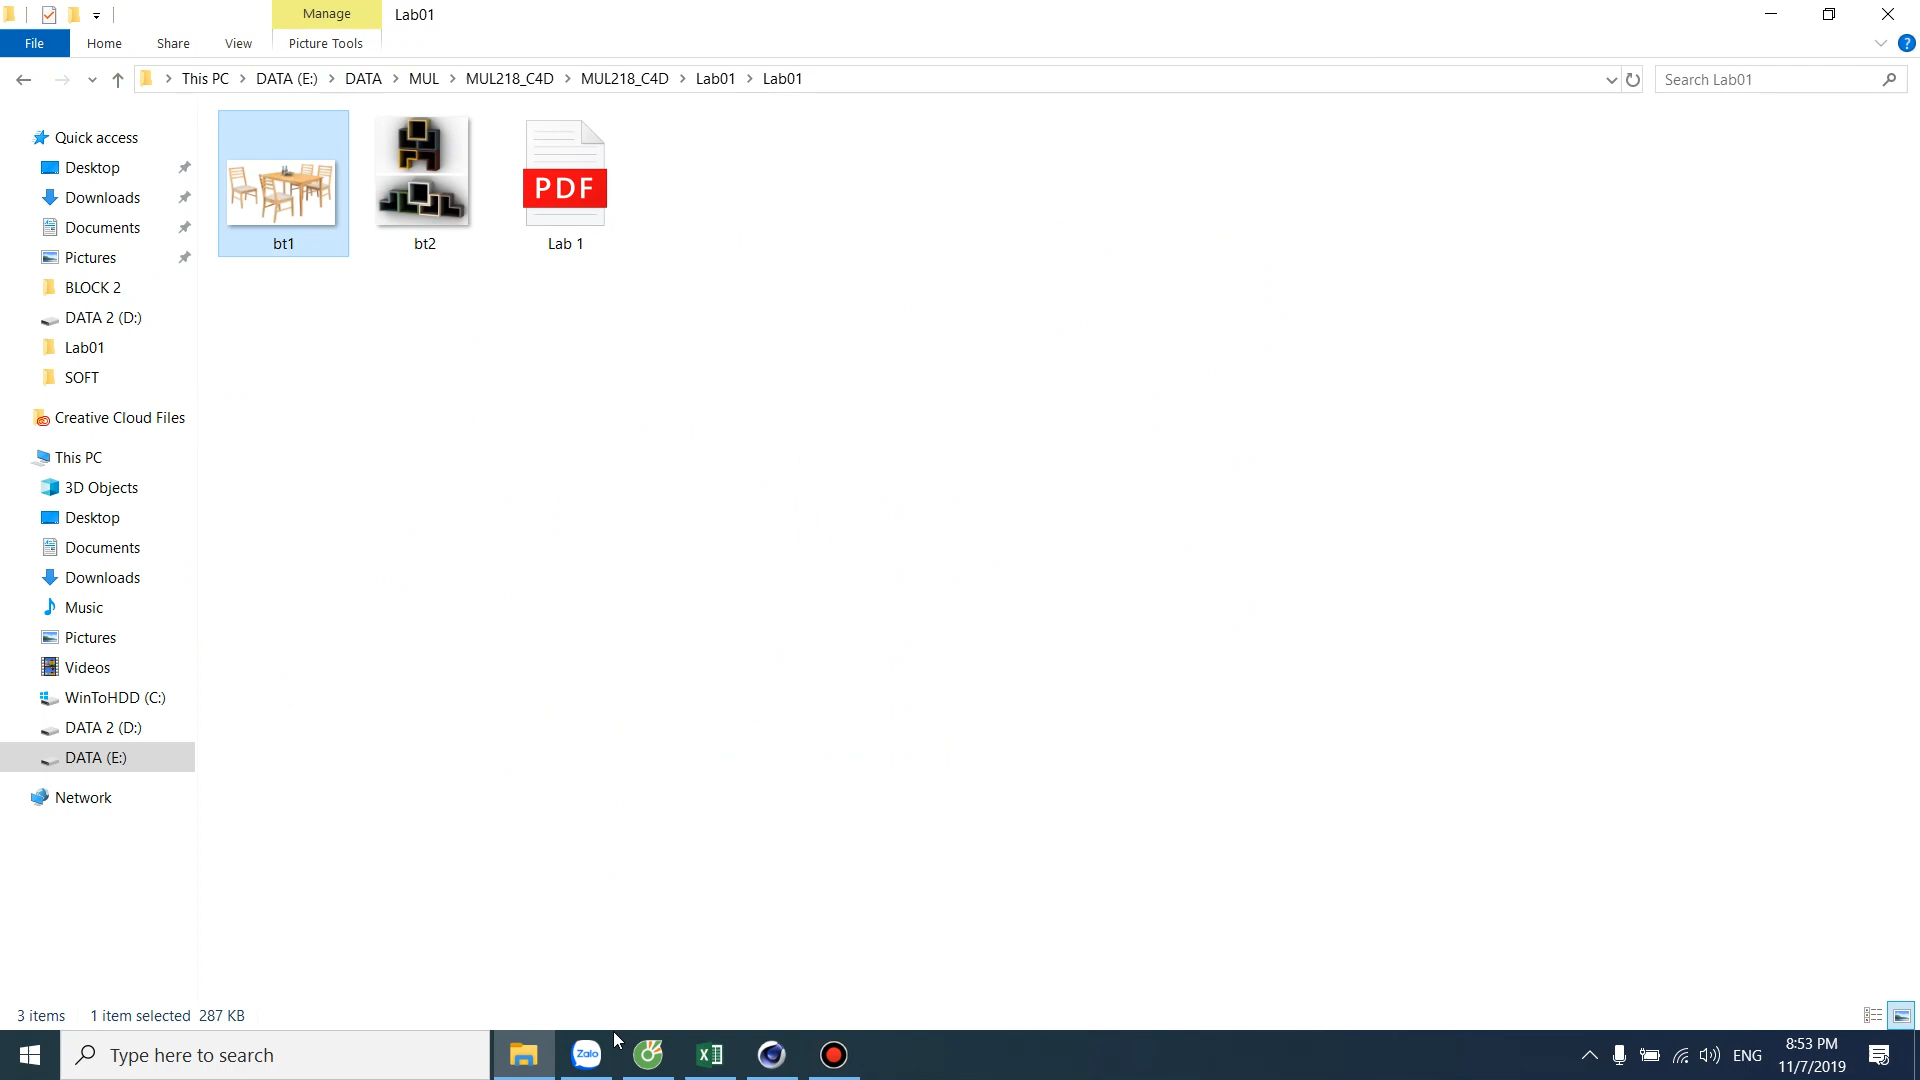 Manage
Lab01
File
Home
Share
View
Picture Tools
This PC
DATA (E:)
DATA
MUL
MUL218_C4D
MUL218_C4D
Lab01
Lab01
Search Lab01
Quick access
Desktop
Downloads
Documents
Pictures
BLOCK 2
DATA 2 (D:)
Lab01
SOFT
Creative Cloud Files
This PC
3D Objects
Desktop
Documents
Downloads
Music
Pictures
Videos
WinToHDD (C:)
DATA 2 (D:)
DATA (E:)
Network
bt1
bt2
PDF
Lab 1
3 items
1 item selected 287 KB
Type here to search
Zalo
ENG
8:53 PM
11/7/2019